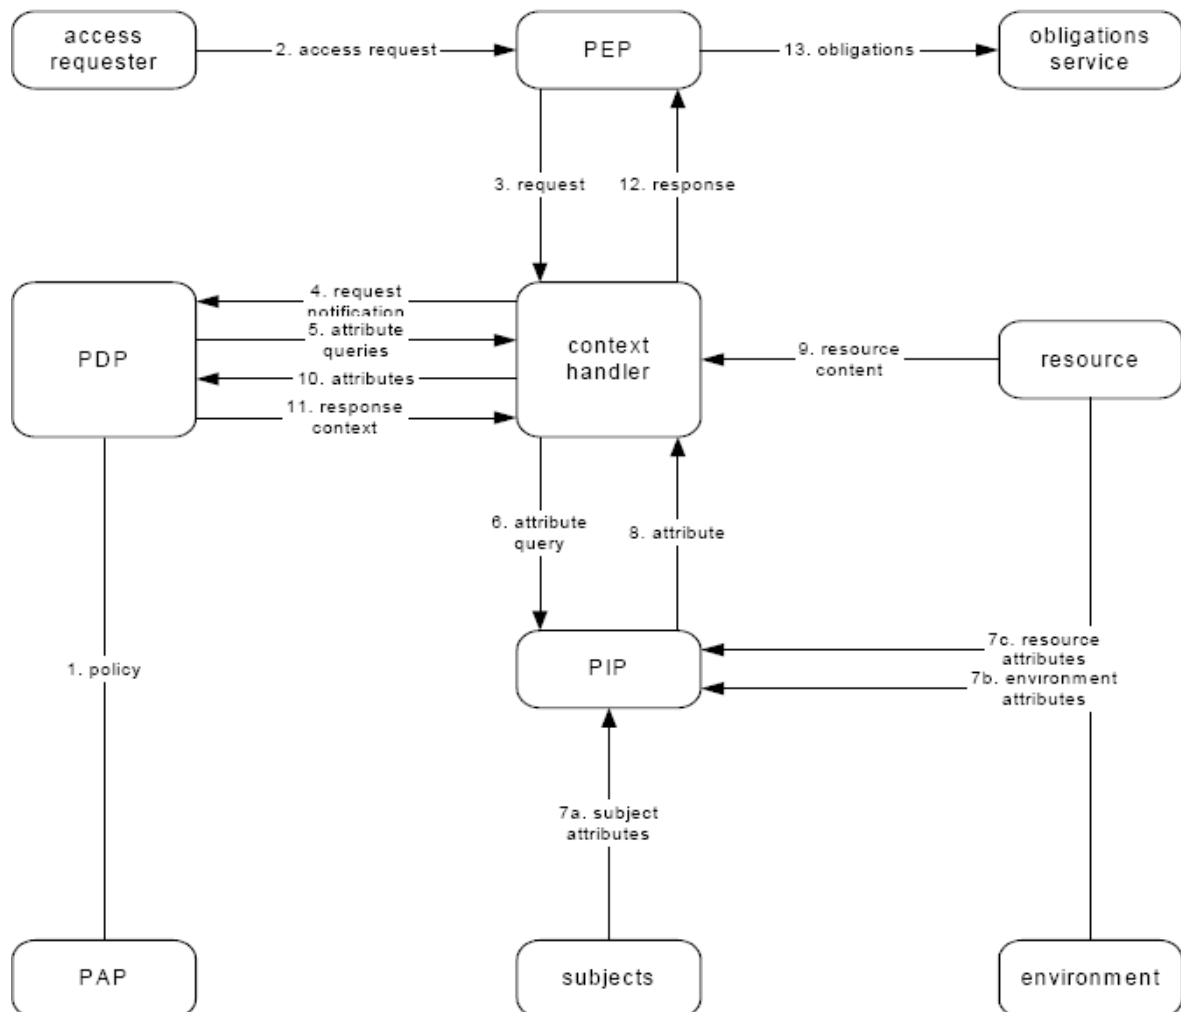 access
requester
2. access request
PEP
13. obligations
obligations
service
3. request
12. response
PDP
4. request
notification
5. attribute
queries
10. attributes
11. response
context
context
handler
9. resource
content
resource
6. attribute
query
8. attribute
1. policy
PIP
7c. resource
attributes
7b. environment
attributes
7a. subject
attributes
PAP
subjects
environment